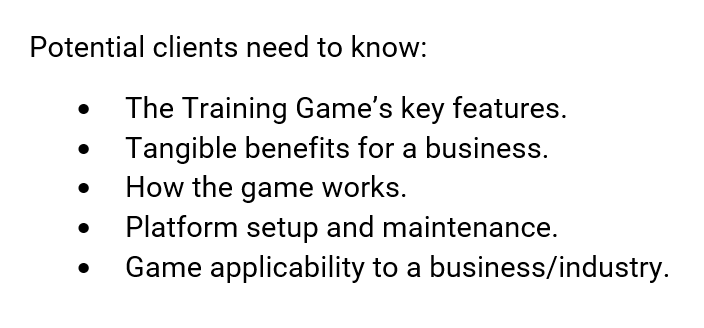 Potential clients need to know:
• The Training Game’s key features.
• Tangible benefits for a business.
• How the game works.
• Platform setup and maintenance.
• Game applicability to a business/industry.